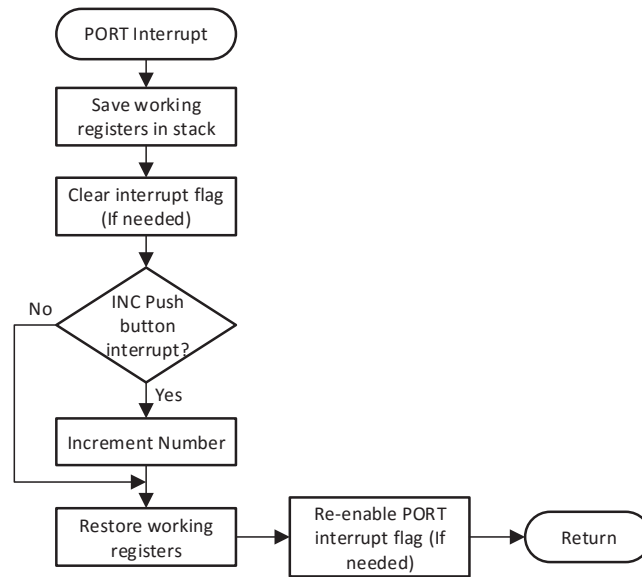 PORT Interrupt
Save working
registers in stack
Clear interrupt flag
(If needed)
No
INC Push
button
interrupt?
Yes
Increment Number
Restore working
registers
Re-enable PORT
interrupt flag (If
needed)
Return